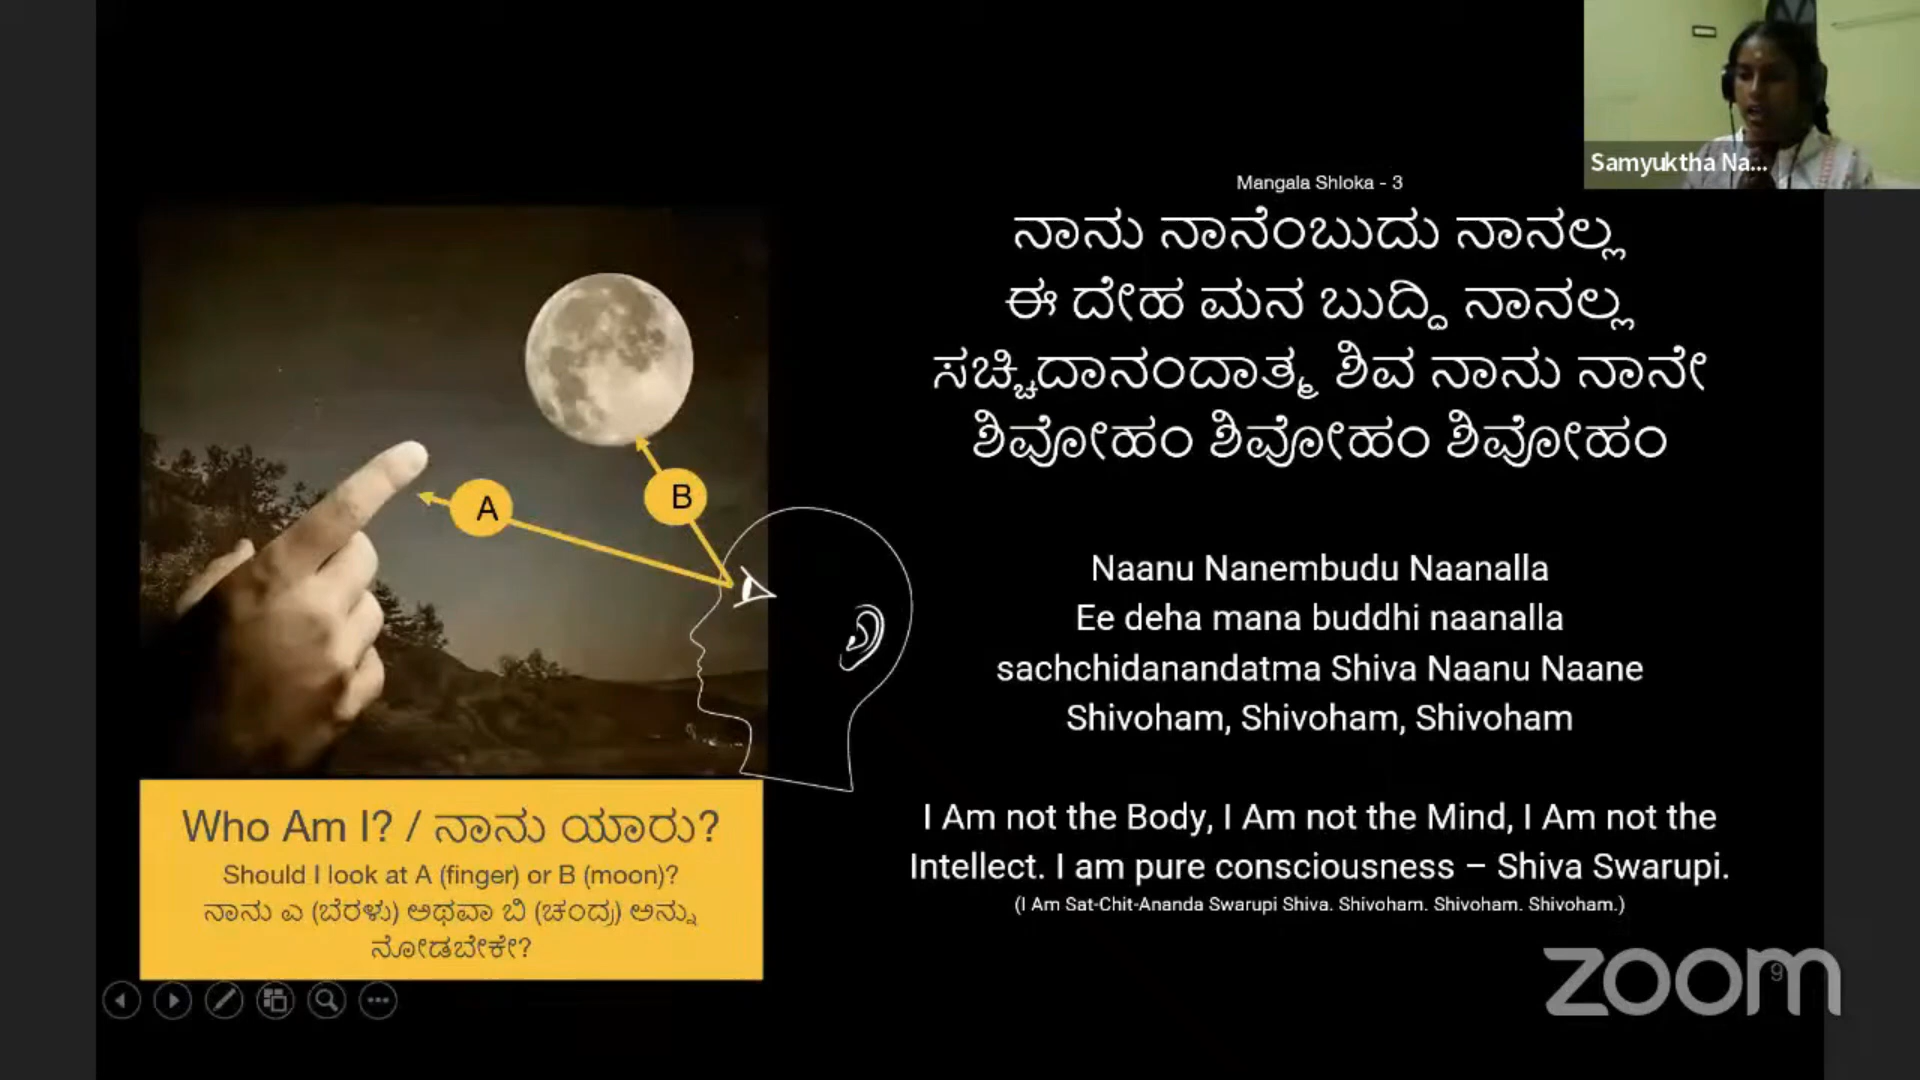 Samyuktha Na...
Mangala Shloka - 3
ನಾನು ನಾನೆಂಬುದು ನಾನಲ್ಲ
ಈ ದೇಹ ಮನ ಬುದ್ದಿ ನಾನಲ್ಲ
ಸಚ್ಚಿದಾನಂದಾತ್ಮ ಶಿವ ನಾನು ನಾನೇ
ಶಿವೋಹಂ ಶಿವೋಹಂ ಶಿವೋಹಂ
A
B
Naanu Nanembudu Naanalla
Ee deha mana buddhi naanalla
sachchidanandatma Shiva Naanu Naane
Shivoham, Shivoham, Shivoham
I Am not the Body, I Am not the Mind, I Am not the
Intellect. I am pure consciousness – Shiva Swarupi.
(I Am Sat-Chit-Ananda Swarupi Shiva. Shivoham. Shivoham. Shivoham.)
Who Am I? / ನಾನು ಯಾರು?
Should I look at A (finger) or B (moon)?
ನಾನು ಎ (ಬೆರಳು) ಅಥವಾ ಬಿ (ಚಂದ್ರ) ಅನ್ನು
ನೋಡಬೇಕೇ?
zoom
9